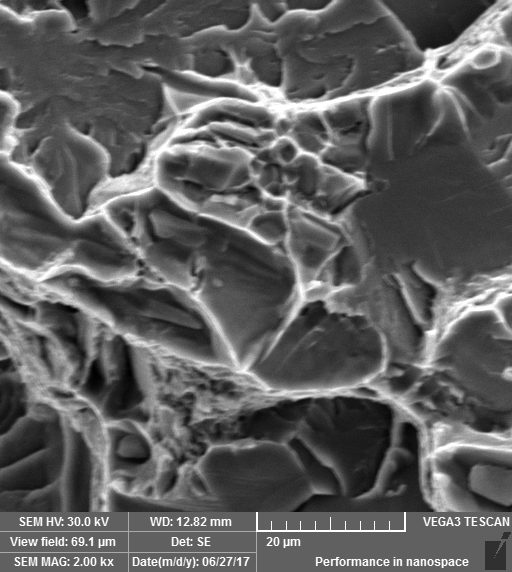 SEM HV: 30.0 kV WD: 12.82 mm VEGA3 TESCAN
View field: 69.1 µm Det: SE 20 µm
SEM MAG: 2.00 kx Date(m/d/y): 06/27/17 Performance in nanospace